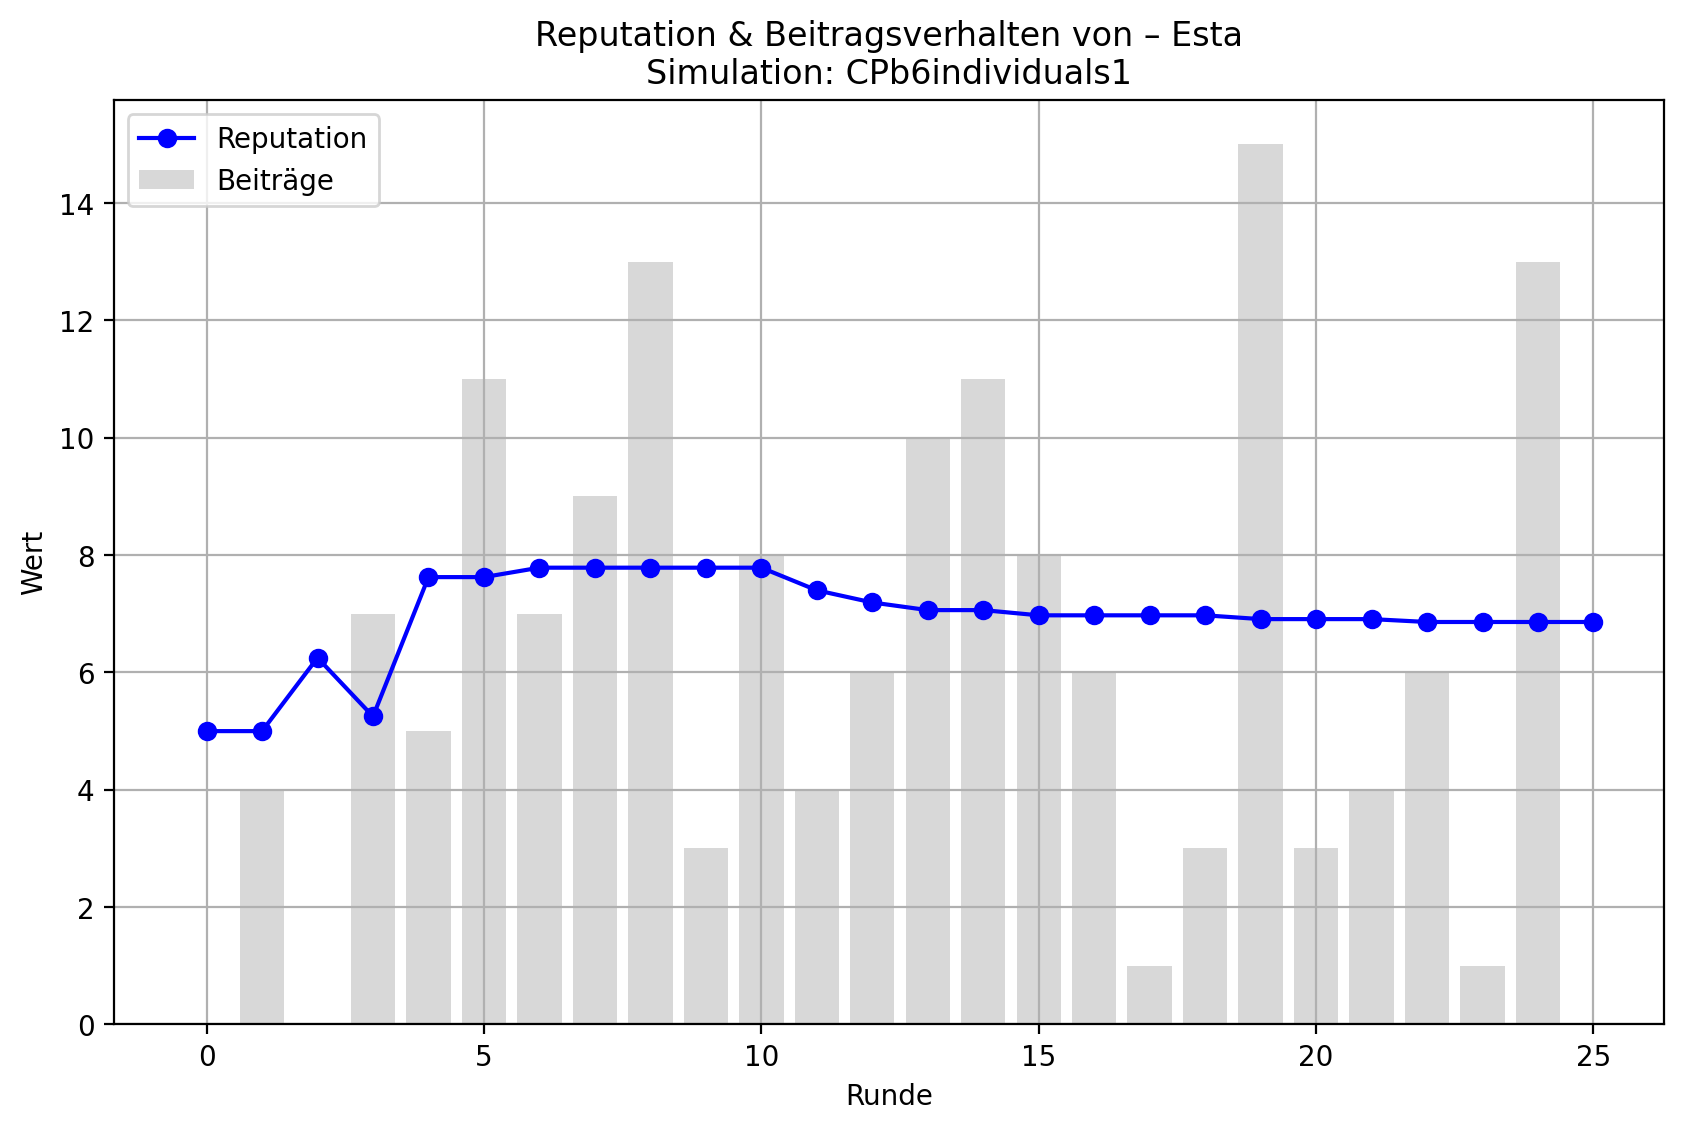 Reputation & Beitragsverhalten von – Esta
Simulation: CPb6individuals1
Reputation
Beiträge
14
12
10
8
6
4
2
0
Wert
0 5 10 15 20 25
Runde